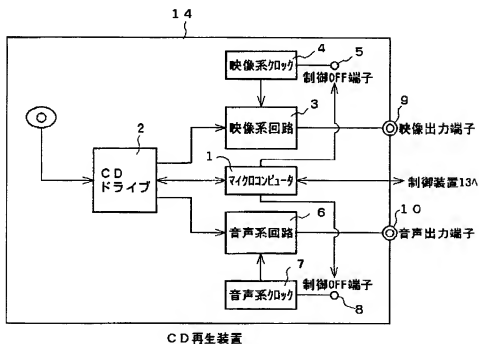 14
4
5
映像系クロック
制御OFF端子
3
9
映像系回路
映像出力端子
2
1
CD
ドライブ
マイクロコンピュータ
制御装置13A
6
10
音声系回路
音声出力端子
7
制御OFF端子
音声系クロック
8
CD再生装置